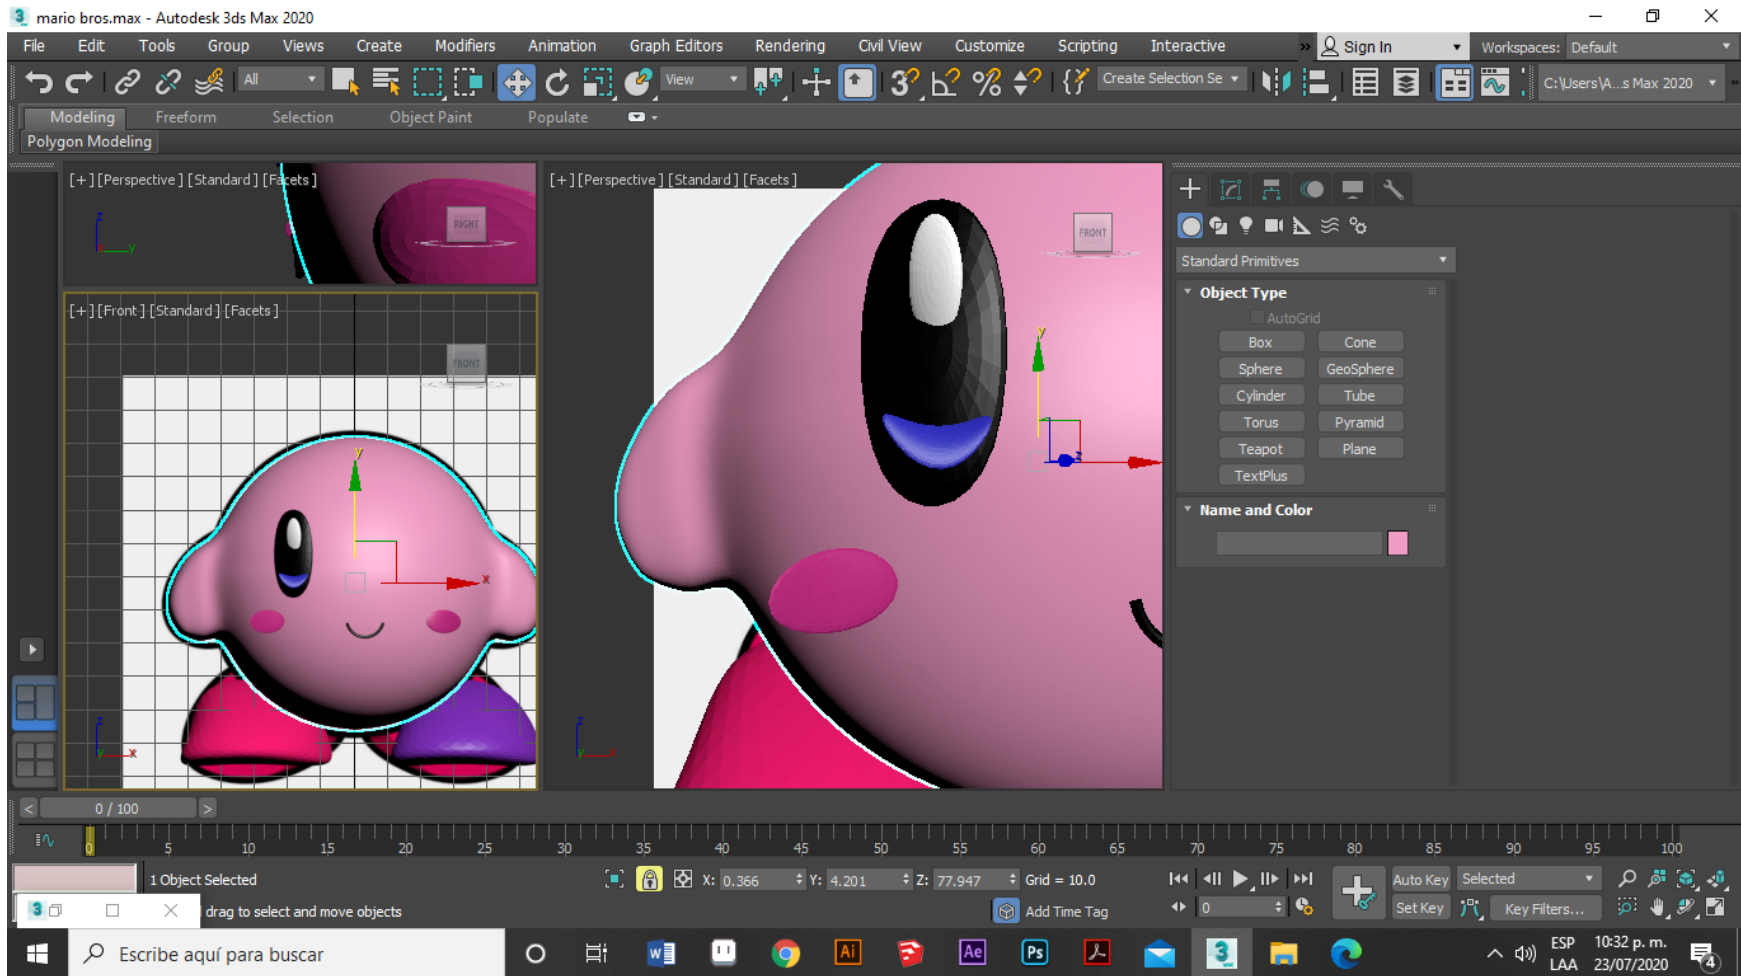 mario bros.max - Autodesk 3ds Max 2020
File Edit Tools Group Views Create Modifiers Animation Graph Editors Rendering Civil View Customize Scripting Interactive » Sign In Workspaces: Default
All View Create Selection Se C:\Users\A...s Max 2020
Modeling Freeform Selection Object Paint Populate
Polygon Modeling
[+] [Perspective] [Standard] [Facets]
z
x y
RIGHT
[+] [Front] [Standard] [Facets]
FRONT
y
x
z
y x
[+] [Perspective] [Standard] [Facets]
FRONT
y
z
z
y x
Standard Primitives
Object Type
AutoGrid
Box Cone
Sphere GeoSphere
Cylinder Tube
Torus Pyramid
Teapot Plane
TextPlus
Name and Color
< 0 / 100 >
0 5 10 15 20 25 30 35 40 45 50 55 60 65 70 75 80 85 90 95 100
1 Object Selected X: 0.366 Y: 4.201 Z: 77.947 Grid = 10.0 Auto Key Selected
drag to select and move objects Add Time Tag 0 Set Key Key Filters...
Escribe aquí para buscar
Ai Ae Ps
ESP 10:32 p. m.
LAA 23/07/2020
4